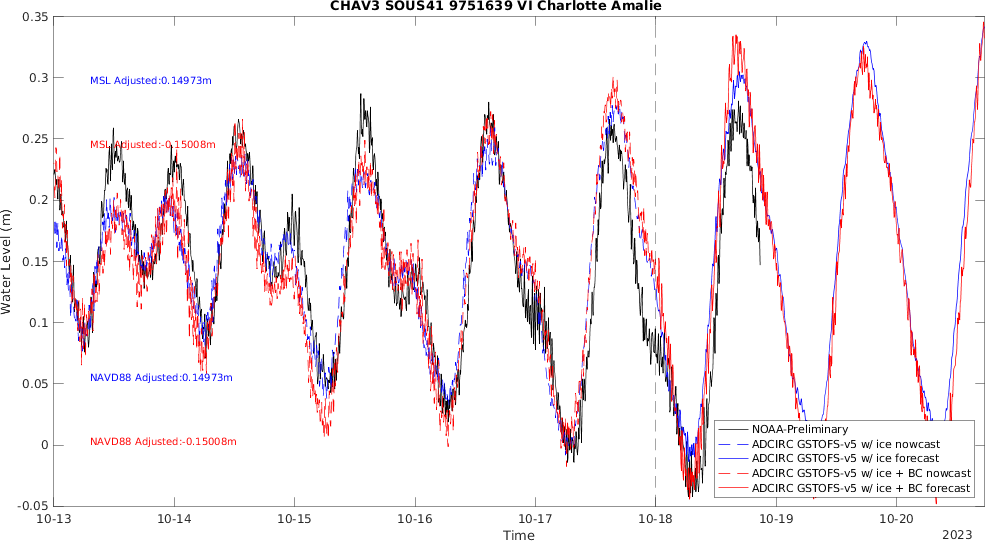 CHAV3 SOUS41 9751639 VI Charlotte Amalie
0.35
0.3
0.25
0.2
0.15
0.1
0.05
0
-0.05
Water Level (m)
MSL Adjusted:0.14973m
MSL Adjusted:-0.15008m
NAVD88 Adjusted:0.14973m
NAVD88 Adjusted:-0.15008m
NOAA-Preliminary
ADCIRC GSTOFS-v5 w/ ice nowcast
ADCIRC GSTOFS-v5 w/ ice forecast
ADCIRC GSTOFS-v5 w/ ice + BC nowcast
ADCIRC GSTOFS-v5 w/ ice + BC forecast
10-13 10-14 10-15 10-16 10-17 10-18 10-19 10-20
Time
2023